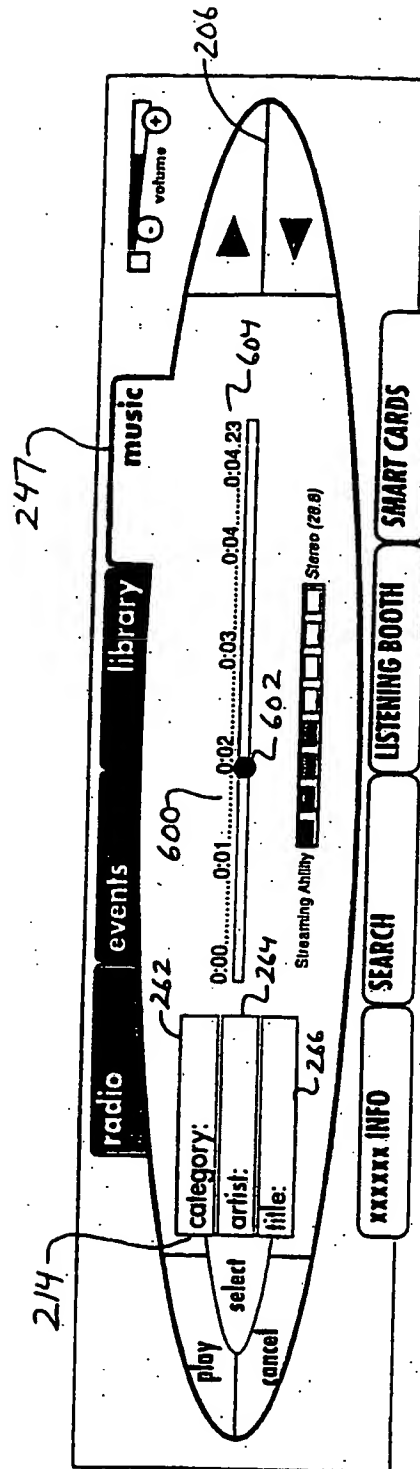 247
radio events library music
volume
- +
214
262
play
select
cancel
category:
artist:
title:
264
266
600
0:00.........0:01.........0:02.........0:03.........0:04....0:04.23
602
604
Streaming Ability Stereo (28.8)
206
xxxxxx INFO SEARCH LISTENING BOOTH SMART CARDS